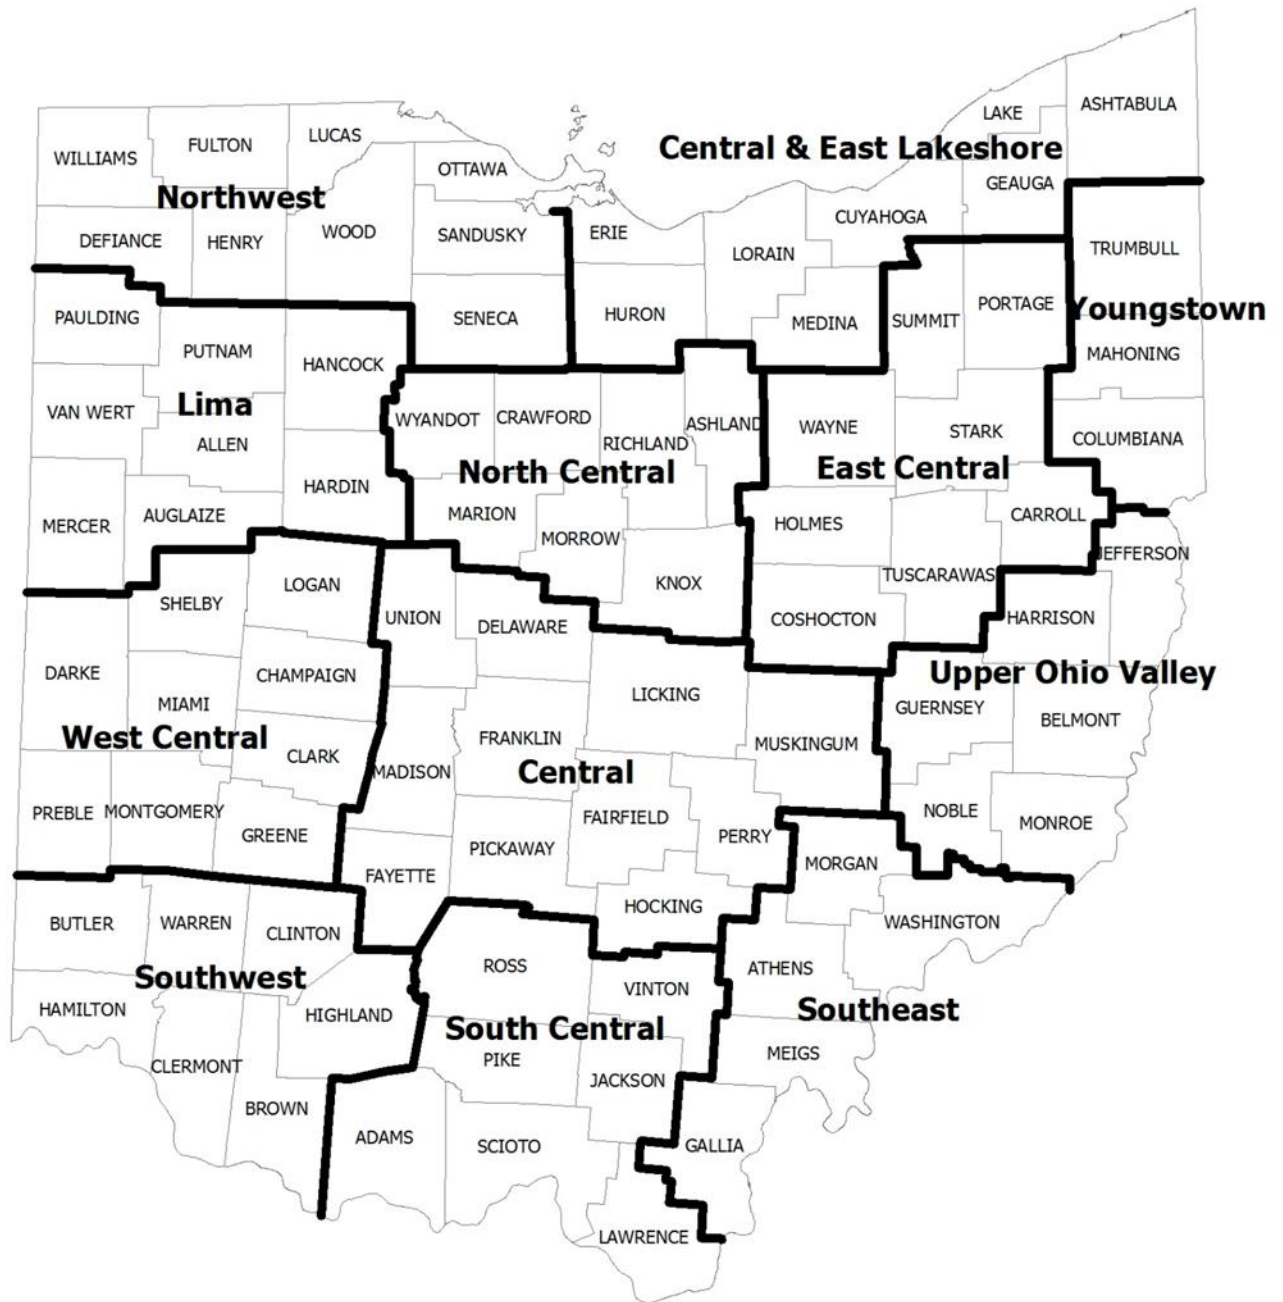 LAKE
ASHTABULA
LUCAS
FULTON
WILLIAMS
Central & East Lakeshore
OTTAWA
GEAUGA
Northwest
CUYAHOGA
WOOD
SANDUSKY
ERIE
DEFIANCE
HENRY
LORAIN
TRUMBULL
PORTAGE
Youngstown
PAULDING
SENECA
HURON
MEDINA
SUMMIT
PUTNAM
HANCOCK
MAHONING
VAN WERT
Lima
ALLEN
WYANDOT
CRAWFORD
RICHLAND
ASHLAND
WAYNE
STARK
COLUMBIANA
North Central
East Central
HARDIN
MERCER
AUGLAIZE
MARION
MORROW
HOLMES
CARROLL
JEFFERSON
LOGAN
KNOX
TUSCARAWAS
SHELBY
UNION
DELAWARE
COSHOCTON
HARRISON
DARKE
CHAMPAIGN
Upper Ohio Valley
MIAMI
LICKING
GUERNSEY
BELMONT
West Central
CLARK
FRANKLIN
MUSKINGUM
MADISON
Central
PREBLE
MONTGOMERY
GREENE
FAIRFIELD
PERRY
NOBLE
MONROE
PICKAWAY
FAYETTE
MORGAN
HOCKING
BUTLER
WARREN
CLINTON
WASHINGTON
Southwest
ROSS
VINTON
ATHENS
HAMILTON
HIGHLAND
South Central
Southeast
CLERMONT
PIKE
JACKSON
MEIGS
BROWN
ADAMS
SCIOTO
GALLIA
LAWRENCE